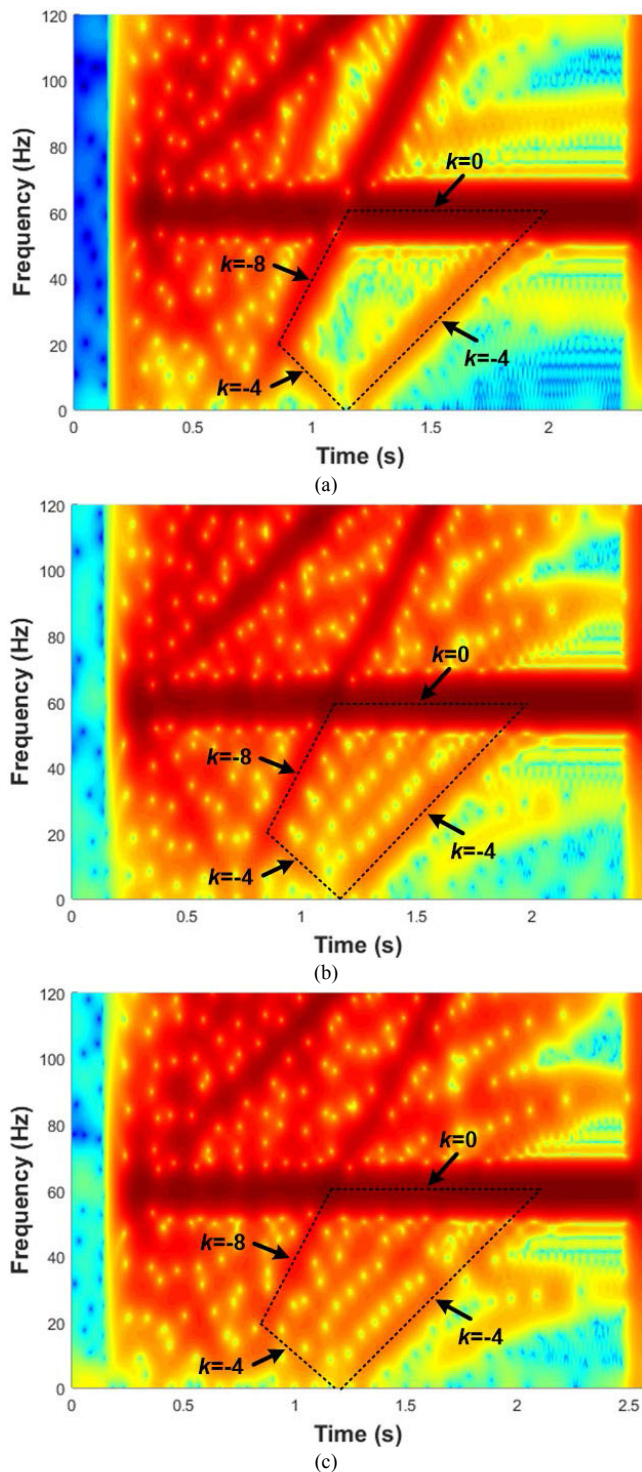 120
100
80
60
40
20
0
Frequency (Hz)
k=0
k=-8
k=-4
k=-4
0 0.5 1 1.5 2
Time (s)
(a)
120
100
80
60
40
20
0
Frequency (Hz)
k=0
k=-8
k=-4
k=-4
0 0.5 1 1.5 2
Time (s)
(b)
120
100
80
60
40
20
0
Frequency (Hz)
k=0
k=-8
k=-4
k=-4
0 0.5 1 1.5 2 2.5
Time (s)
(c)